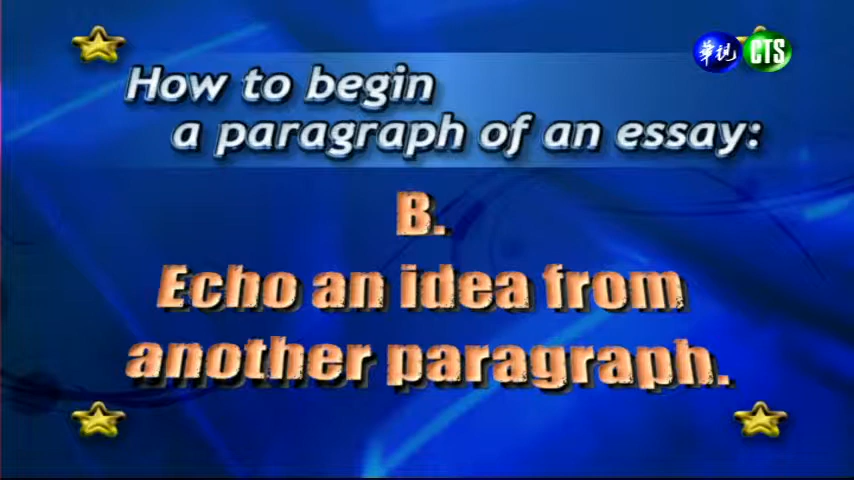 華視 CTS
How to begin
a paragraph of an essay:
B.
Echo an idea from
another paragraph.